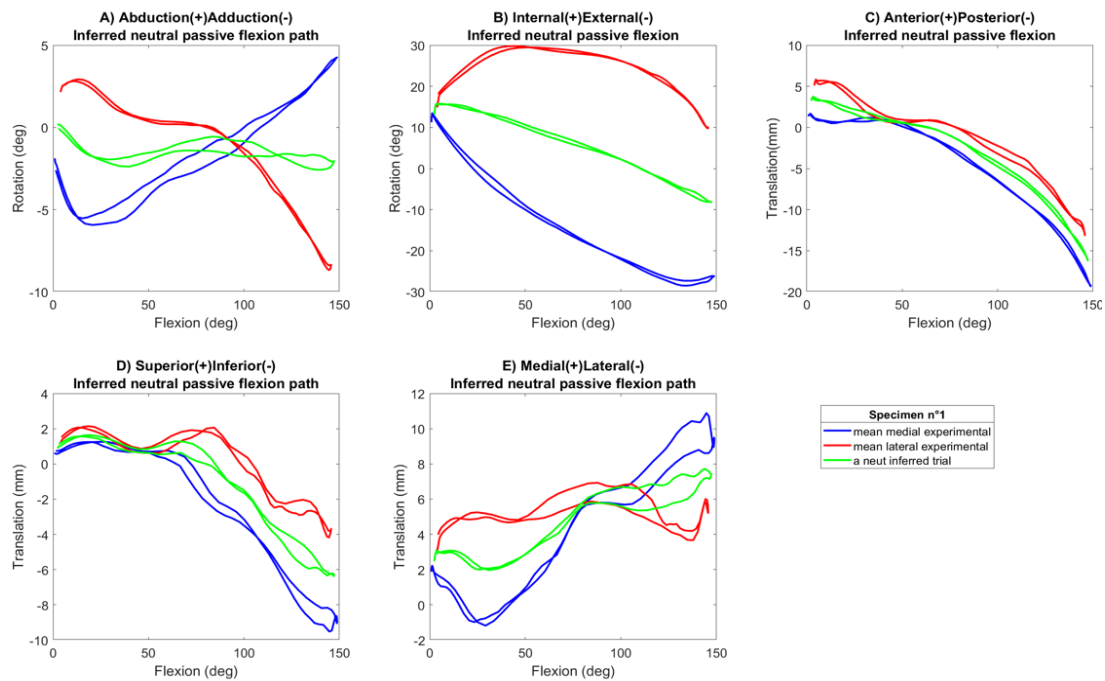 A) Abduction(+)Adduction(-)
Inferred neutral passive flexion path
5
0
-5
-10
Rotation (deg)
0
50
100
150
Flexion (deg)
B) Internal(+)External(-)
Inferred neutral passive flexion
30
20
10
0
-10
-20
-30
Rotation (deg)
0
50
100
150
Flexion (deg)
C) Anterior(+)Posterior(-)
Inferred neutral passive flexion
10
5
0
-5
-10
-15
-20
Translation(mm)
0
50
100
150
Flexion (deg)
D) Superior(+)Inferior(-)
Inferred neutral passive flexion path
4
2
0
-2
-4
-6
-8
-10
Translation (mm)
0
50
100
150
Flexion (deg)
E) Medial(+)Lateral(-)
Inferred neutral passive flexion path
12
10
8
6
4
2
0
-2
Translation (mm)
0
50
100
150
Flexion (deg)
Specimen n°1
mean medial experimental
mean lateral experimental
a neut inferred trial